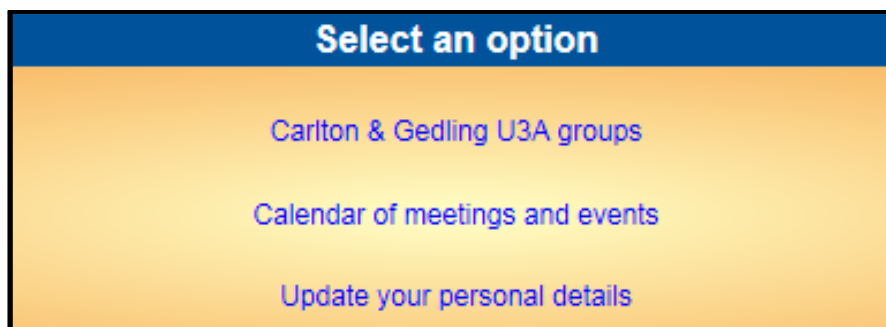 Select an option
Carlton & Gedling U3A groups
Calendar of meetings and events
Update your personal details